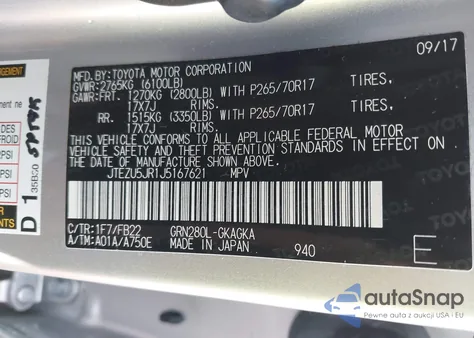 09/17
MFD.BY:TOYOTA MOTOR CORPORATION
GVWR:2765KG (6100LB)
GAWR:FRT. 1270KG (2800LB) WITH P265/70R17 TIRES,
17X7J RIMS,
RR. 1515KG (3350LB) WITH P265/70R17 TIRES,
17X7J RIMS,
THIS VEHICLE CONFORMS TO ALL APPLICABLE FEDERAL MOTOR
VEHICLE SAFETY AND THEFT PREVENTION STANDARDS IN EFFECT ON
THE DATE OF MANUFACTURE SHOWN ABOVE.
JTEZU5JR1J5167621 MPV
C/TR:1F7/FB22 GRN280L-GKAGKA
A/TM:A01A/A750E MADE IN JAPAN 940
E
D1
35B50
autoSnap